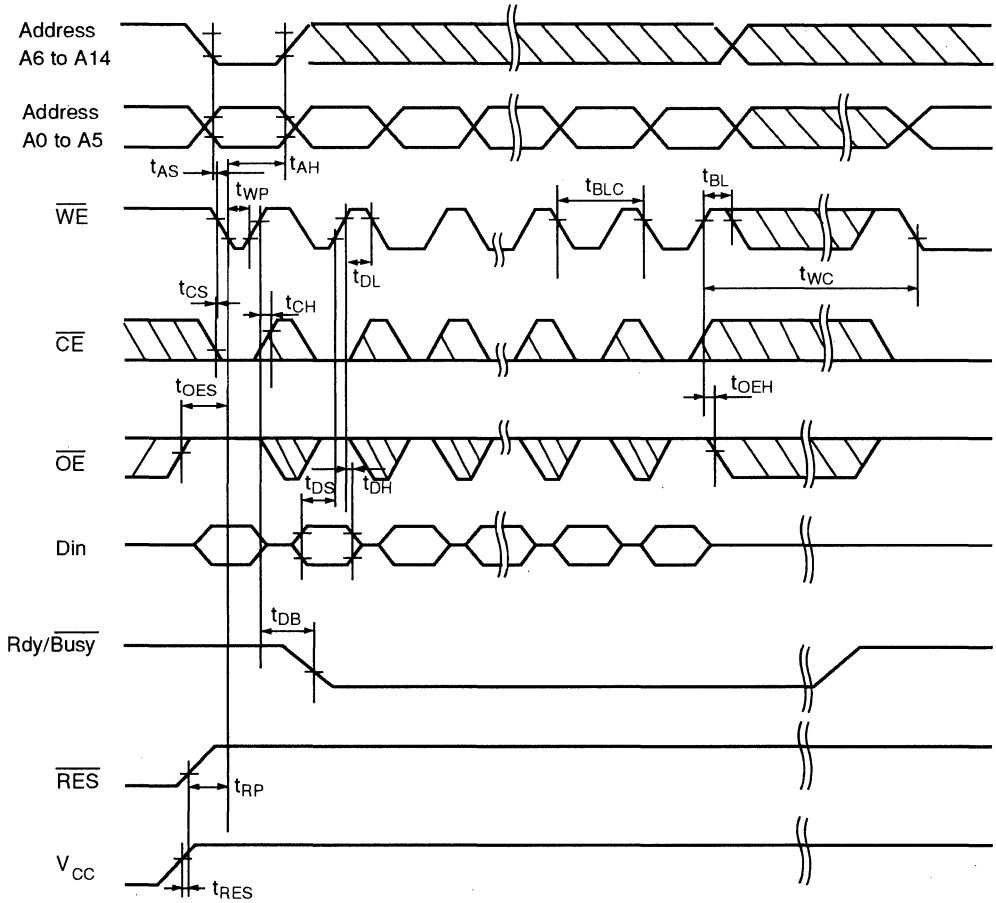 Address
A6 to A14
Address
A0 to A5
tAS
tAH
tWP
tBLC
tBL
WE
tDL
tWC
tCS
tCH
CE
tOES
tOEH
OE
tDS
tDH
Din
tDB
Rdy/Busy
RES
tRP
VCC
tRES